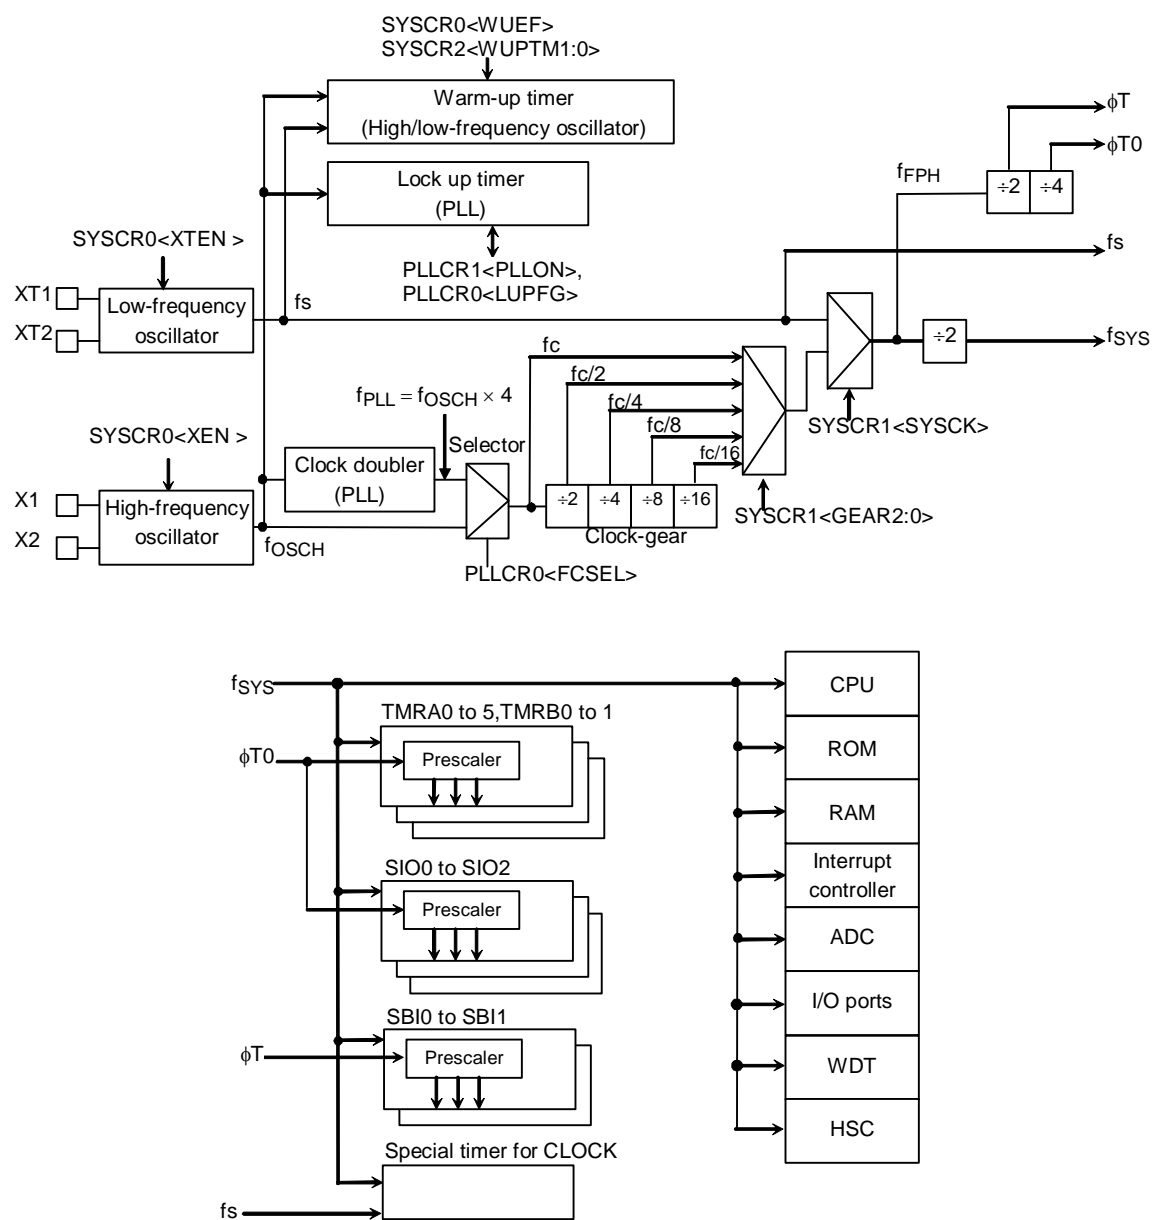 SYSCR0<WUEF>
SYSCR2<WUPTM1:0>
Warm-up timer
(High/low-frequency oscillator)
ϕT
ϕT0
Lock up timer
(PLL)
fFPH
÷2
÷4
SYSCR0<XTEN >
PLLCR1<PLLON>,
PLLCR0<LUPFG>
fs
XT1
XT2
Low-frequency
oscillator
fs
÷2
fSYS
fc
fc/2
fc/4
fc/8
fc/16
fPLL = fOSCH × 4
SYSCR1<SYSCK>
SYSCR0<XEN >
Selector
Clock doubler
(PLL)
X1
X2
High-frequency
oscillator
fOSCH
÷2
÷4
÷8
÷16
Clock-gear
SYSCR1<GEAR2:0>
PLLCR0<FCSEL>
fSYS
TMRA0 to 5,TMRB0 to 1
ϕT0
Prescaler
SIO0 to SIO2
Prescaler
SBI0 to SBI1
ϕT
Prescaler
Special timer for CLOCK
fs
CPU
ROM
RAM
Interrupt
controller
ADC
I/O ports
WDT
HSC